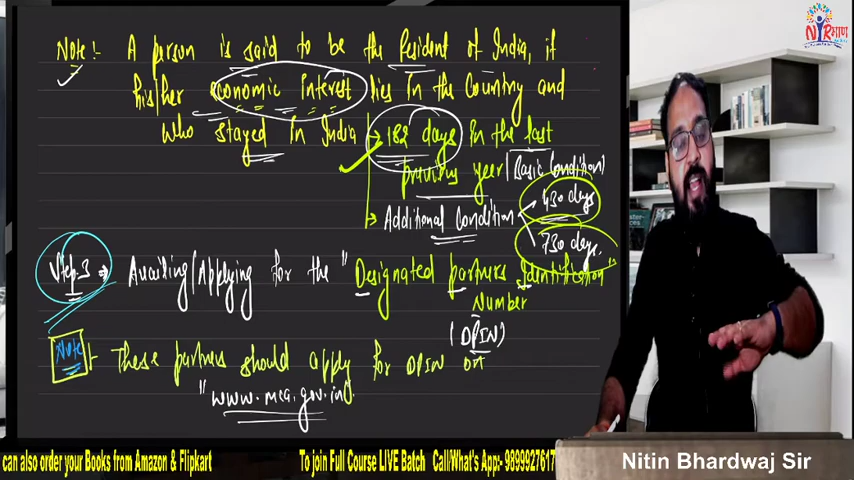 Note:- A person is said to be the Resident of India, if
his/her economic interest lies in the Country and
who stayed in India → 182 days in the last
previous year (Basic Condition)
→ Additional Condition 430 days
730 days.
Step-3 ⇒ Availing/Applying for the "Designated partners Identification"
Number
(DPIN)
Note:- These partners should apply for DPIN on
"www.mca.gov.in"
can also order your Books from Amazon & Flipkart To join Full Course LIVE Batch Call/What's App:- 9899927617
Nitin Bhardwaj Sir